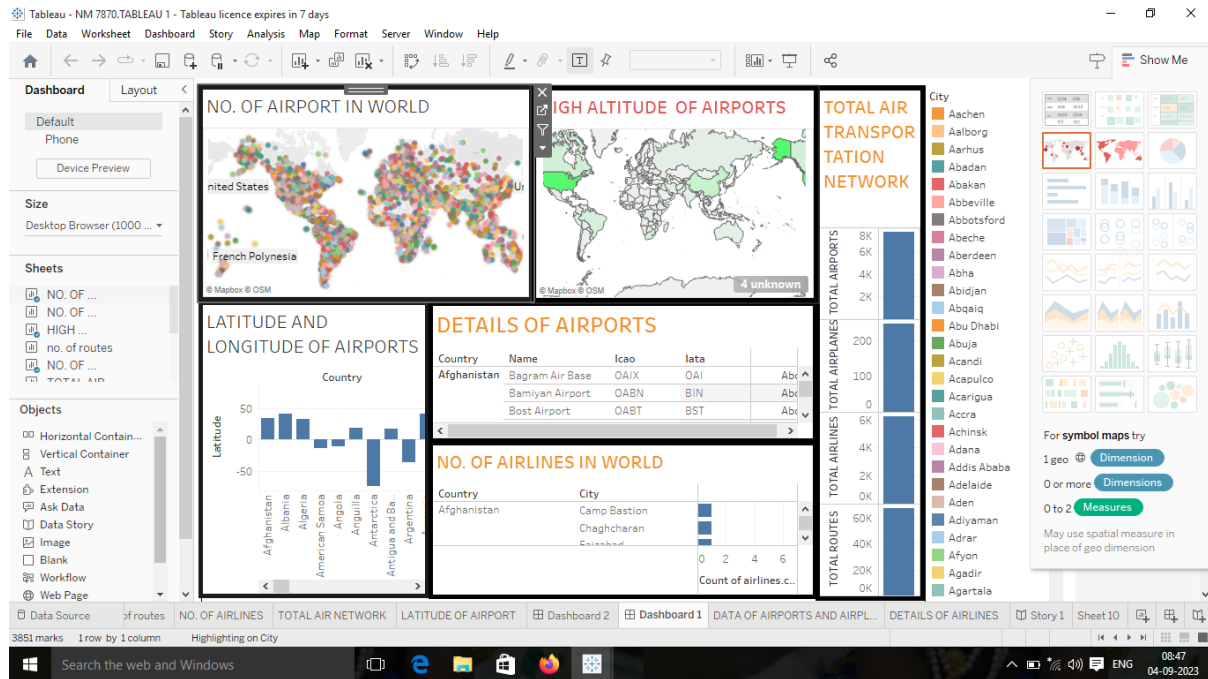 Tableau - NM 7870.TABLEAU 1 - Tableau licence expires in 7 days
File Data Worksheet Dashboard Story Analysis Map Format Server Window Help
Show Me
Dashboard Layout
Default
Phone
Device Preview
Size
Desktop Browser (1000 ...
Sheets
NO. OF ...
NO. OF ...
HIGH ...
no. of routes
NO. OF ...
TOTAL AIR
Objects
Horizontal Contain...
Vertical Container
Text
Extension
Ask Data
Data Story
Image
Blank
Workflow
Web Page
NO. OF AIRPORT IN WORLD
nited States
French Polynesia
© Mapbox © OSM
IGH ALTITUDE OF AIRPORTS
© Mapbox © OSM
4 unknown
TOTAL AIR
TRANSPOR
TATION
NETWORK
TOTAL AIRPORTS
8K
6K
4K
2K
TOTAL AIRPLANES
200
100
0
TOTAL AIRLINES
6K
4K
2K
0K
TOTAL ROUTES
60K
40K
20K
0K
LATITUDE AND
LONGITUDE OF AIRPORTS
Country
Latitude
50
0
-50
Afghanistan
Albania
Algeria
American Samoa
Angola
Anguilla
Antarctica
Antigua and Ba..
Argentina
DETAILS OF AIRPORTS
Country Name Icao Iata
Afghanistan Bagram Air Base OAIX OAI Abc
Bamiyan Airport OABN BIN Abc
Bost Airport OABT BST Abc
NO. OF AIRLINES IN WORLD
Country City
Afghanistan Camp Bastion
Chaghcharan
Faizabad
0 2 4 6
Count of airlines.c...
City
Aachen
Aalborg
Aarhus
Abadan
Abakan
Abbeville
Abbotsford
Abeche
Aberdeen
Abha
Abidjan
Abqaiq
Abu Dhabi
Abuja
Acandi
Acapulco
Acarigua
Accra
Achinsk
Adana
Addis Ababa
Adelaide
Aden
Adiyaman
Adrar
Afyon
Agadir
Agartala
For symbol maps try
1 geo Dimension
0 or more Dimensions
0 to 2 Measures
May use spatial measure in
place of geo dimension
Data Source of routes NO. OF AIRLINES TOTAL AIR NETWORK LATITUDE OF AIRPORT Dashboard 2 Dashboard 1 DATA OF AIRPORTS AND AIRPL... DETAILS OF AIRLINES Story 1 Sheet 10
3851 marks 1 row by 1 column Highlighting on City
Search the web and Windows
ENG
08:47
04-09-2023